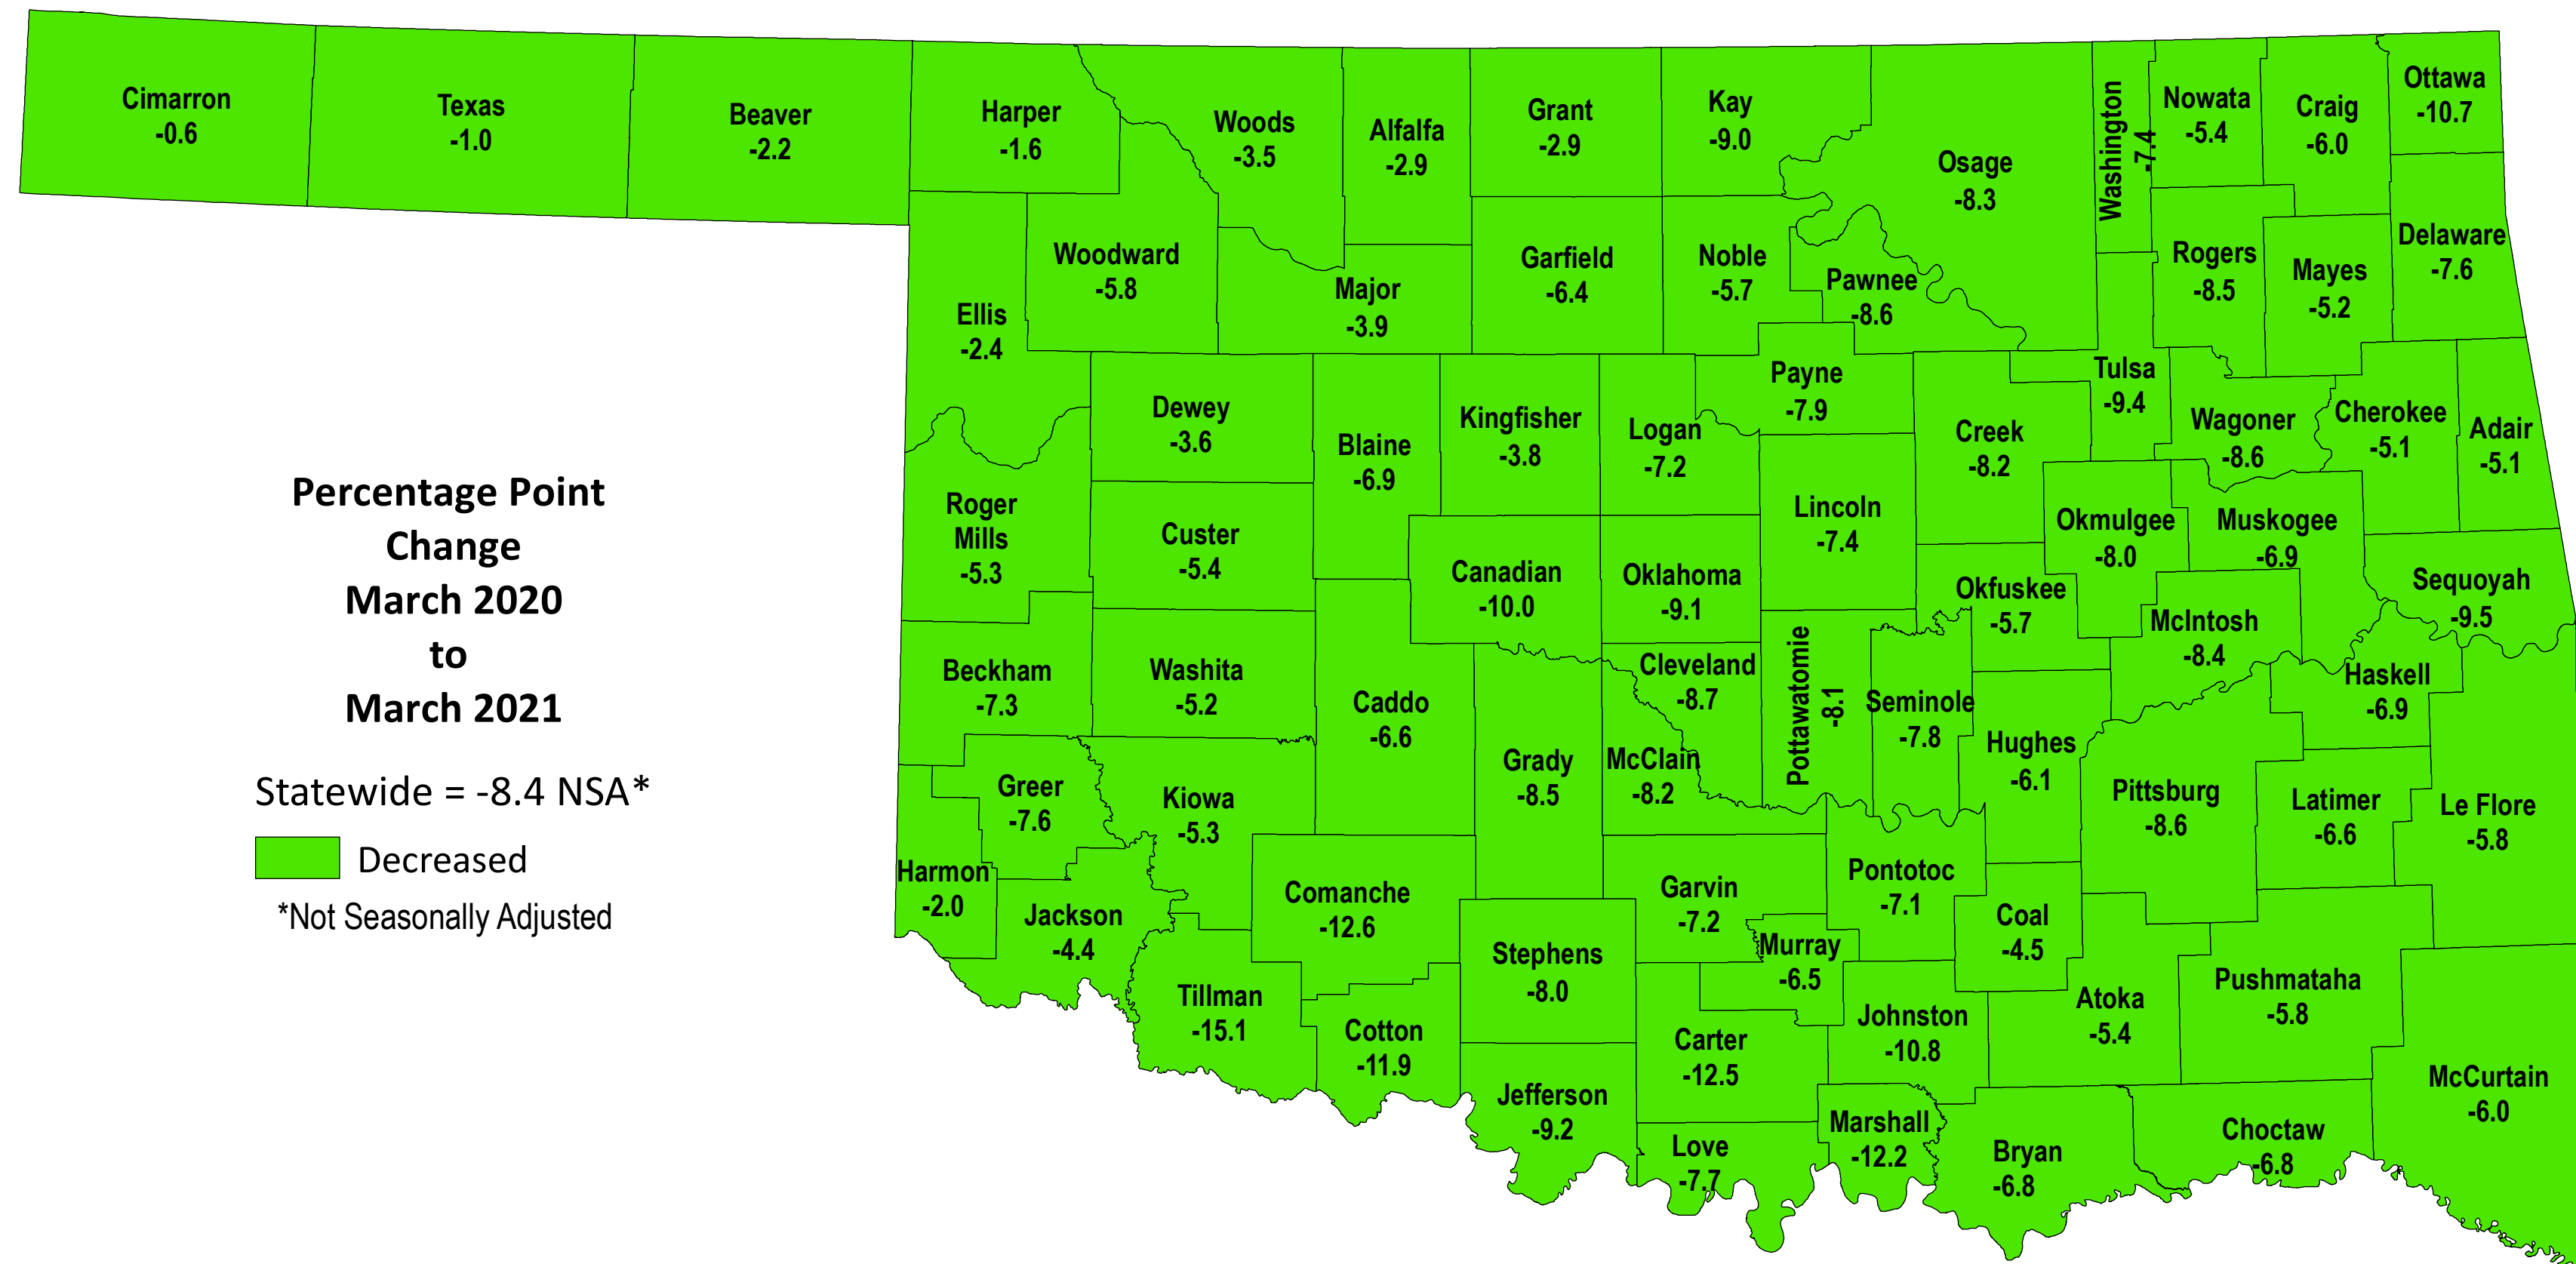 Cimarron
-0.6
Texas
-1.0
Beaver
-2.2
Harper
-1.6
Woods
-3.5
Alfalfa
-2.9
Grant
-2.9
Kay
-9.0
Osage
-8.3
Washington
-7.4
Nowata
-5.4
Craig
-6.0
Ottawa
-10.7
Ellis
-2.4
Woodward
-5.8
Major
-3.9
Garfield
-6.4
Noble
-5.7
Pawnee
-8.6
Rogers
-8.5
Mayes
-5.2
Delaware
-7.6
Dewey
-3.6
Blaine
-6.9
Kingfisher
-3.8
Logan
-7.2
Payne
-7.9
Creek
-8.2
Tulsa
-9.4
Wagoner
-8.6
Cherokee
-5.1
Adair
-5.1
Percentage Point
Change
March 2020
to
March 2021
Statewide = -8.4 NSA*
Decreased
*Not Seasonally Adjusted
Roger
Mills
-5.3
Custer
-5.4
Canadian
-10.0
Oklahoma
-9.1
Lincoln
-7.4
Okfuskee
-5.7
Okmulgee
-8.0
Muskogee
-6.9
McIntosh
-8.4
Sequoyah
-9.5
Beckham
-7.3
Washita
-5.2
Caddo
-6.6
Grady
-8.5
Cleveland
-8.7
McClain
-8.2
Pottawatomie
-8.1
Seminole
-7.8
Hughes
-6.1
Pittsburg
-8.6
Haskell
-6.9
Latimer
-6.6
Le Flore
-5.8
Greer
-7.6
Kiowa
-5.3
Harmon
-2.0
Jackson
-4.4
Comanche
-12.6
Stephens
-8.0
Garvin
-7.2
Murray
-6.5
Pontotoc
-7.1
Coal
-4.5
Tillman
-15.1
Cotton
-11.9
Jefferson
-9.2
Carter
-12.5
Johnston
-10.8
Atoka
-5.4
Pushmataha
-5.8
McCurtain
-6.0
Love
-7.7
Marshall
-12.2
Bryan
-6.8
Choctaw
-6.8